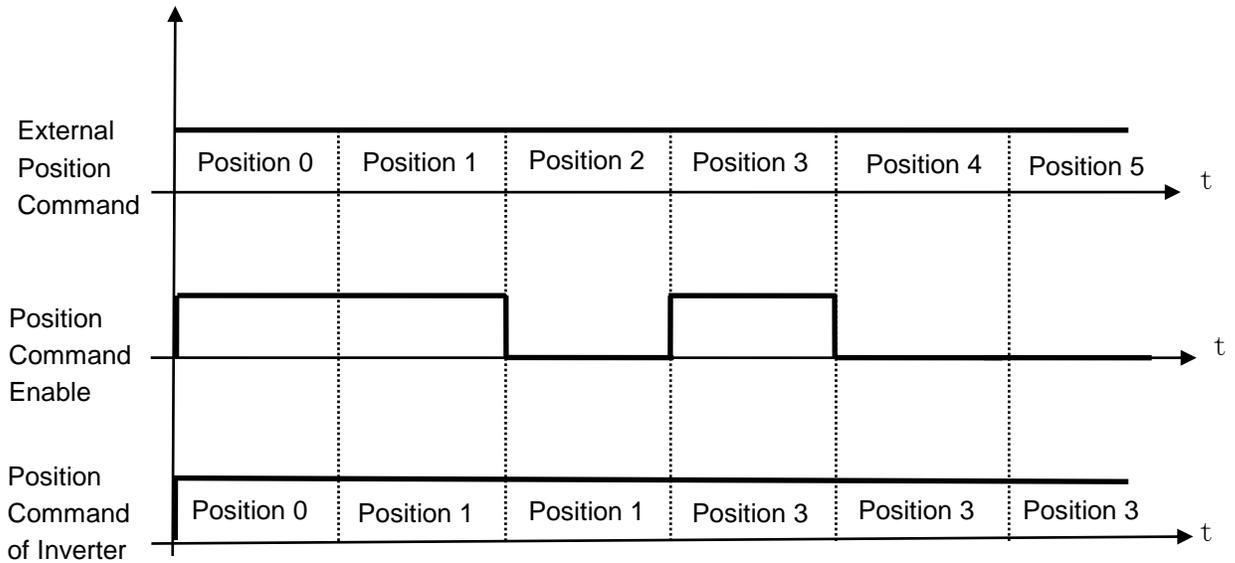 External
Position
Command
Position 0 Position 1 Position 2 Position 3 Position 4 Position 5
t
Position
Command
Enable
t
Position
Command
of Inverter
Position 0 Position 1 Position 1 Position 3 Position 3 Position 3
t